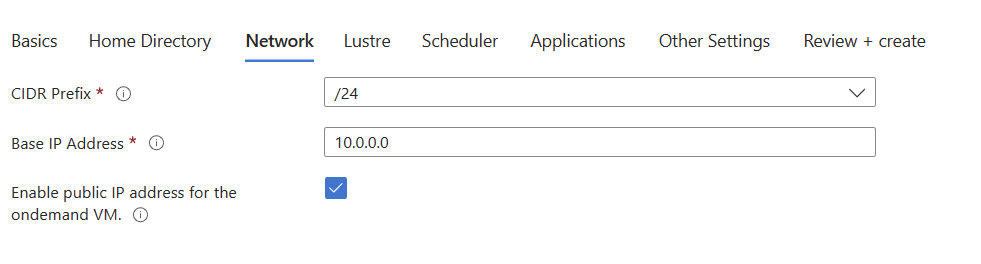 Basics Home Directory Network Lustre Scheduler Applications Other Settings Review + create
CIDR Prefix * /24
Base IP Address * 10.0.0.0
Enable public IP address for the
ondemand VM.